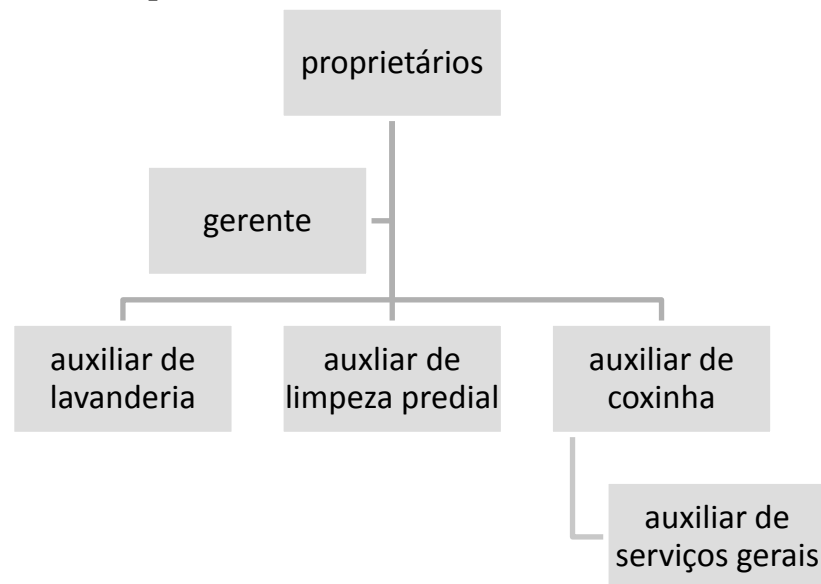 proprietários
gerente
auxiliar de
lavanderia
auxliar de
limpeza predial
auxiliar de
coxinha
auxiliar de
serviços gerais